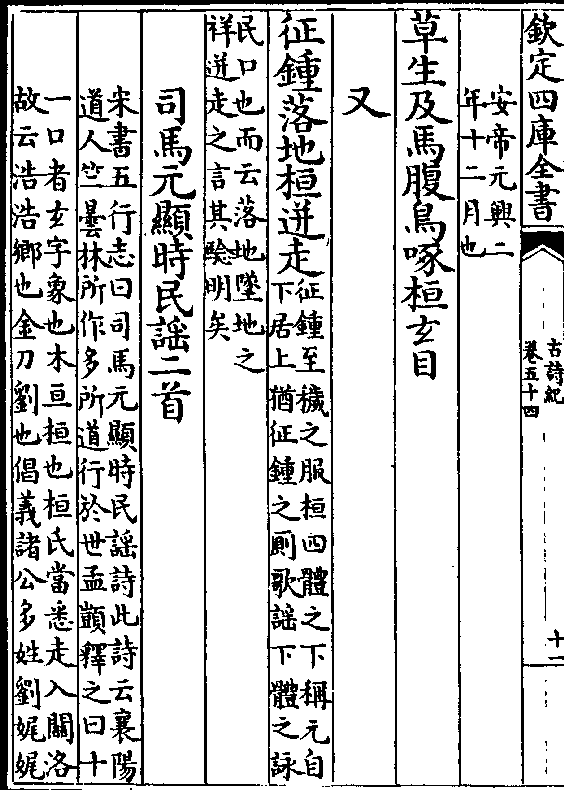 欽定四庫全書
古詩紀
卷五十四
十二
安帝元興二
年十二月也
草生及馬腹烏啄桓玄目
又
征鍾落地桓迸走
征鍾至穢之服桓四體之下稱元自
下居上猶征鍾之厠歌謡下體之詠
民口也而云落地墜地之
祥迸走之言其驗明矣
司馬元顯時民謡二首
宋書五行志曰司馬元顯時民謡詩此詩云襄陽
道人竺曇林所作多所道行於世孟顗釋之曰十
一口者玄字象也木亘桓也桓氏當悉走入關洛
故云浩浩鄉也金刀劉也倡義諸公多姓劉娓娓